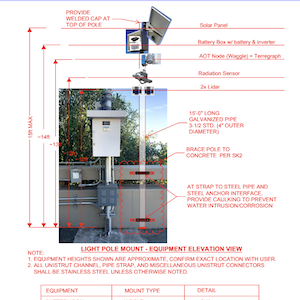 PROVIDE
WELDED CAP AT
TOP OF POLE
Solar Panel
Battery Box w/ battery & inverter
AOT Node (Waggle) + Temsgraph
Radiation Sensor
2x Lidar
15'-0" LONG
GALVANIZED PIPE
3-1/2 STD. (4" OUTER
DIAMETER)
BRACE POLE TO
CONCRETE PER SK2
AT STRAP TO STEEL PIPE AND
STEEL ANCHOR INTERFACE,
PROVIDE CAULKING TO PREVENT
WATER INTRUSION/CORROSION
15ft MAX
~14ft
LIGHT POLE MOUNT - EQUIPMENT ELEVATION VIEW
NOTE:
1. EQUIPMENT HEIGHTS SHOWN ARE APPROXIMATE, CONFIRM EXACT LOCATION WITH USER.
2. ALL UNISTRUT CHANNEL, PIPE STRAP, AND MISCELLANEOUS UNISTRUT CONNECTORS
SHALL BE STAINLESS STEEL UNLESS OTHERWISE NOTED.
EQUIPMENT MOUNT TYPE DETAIL